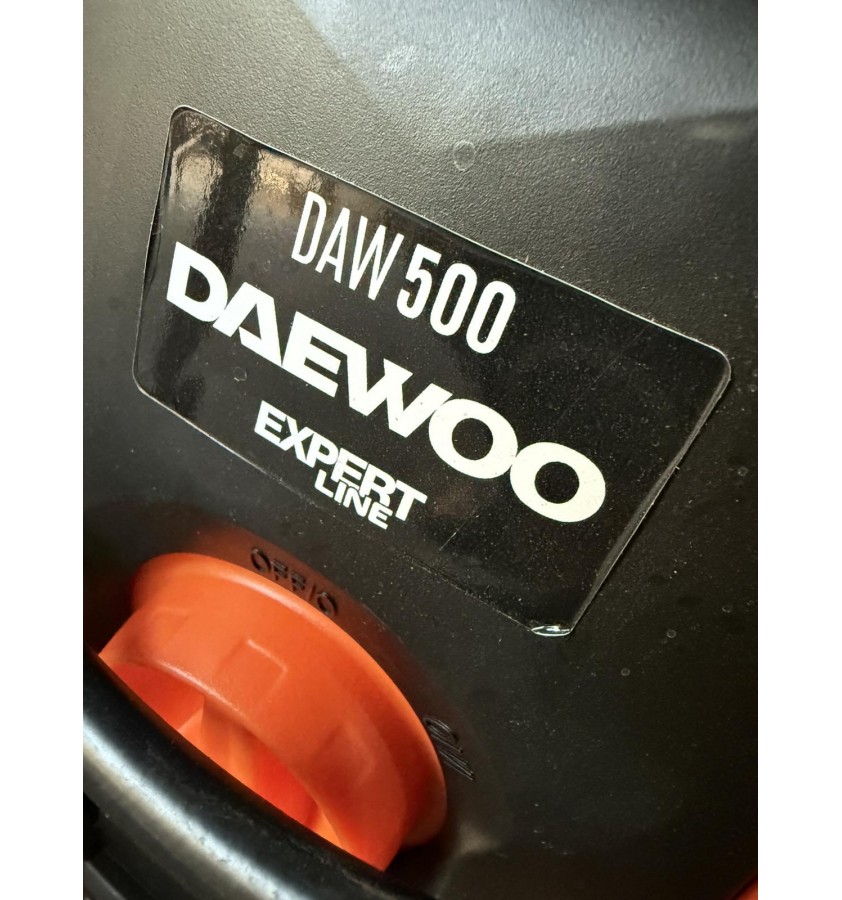 DAW 500
DAEWOO
EXPERT
LINE
OFF/O